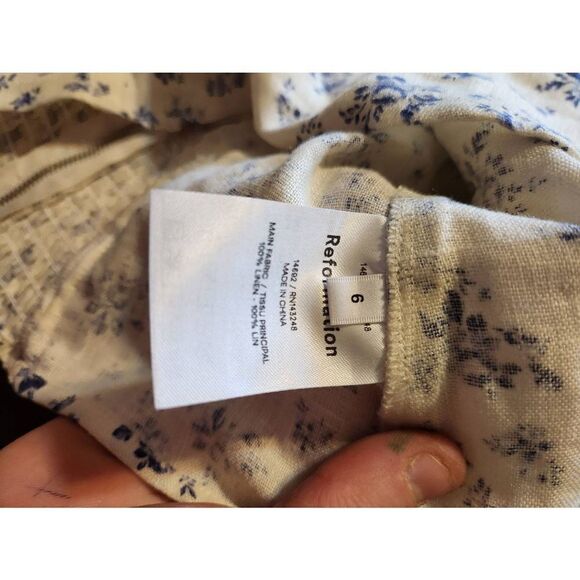 6
Reformation
14692 / RN143248
MADE IN CHINA
MAIN FABRIC / TISSU PRINCIPAL
100% LINEN - 100% LIN